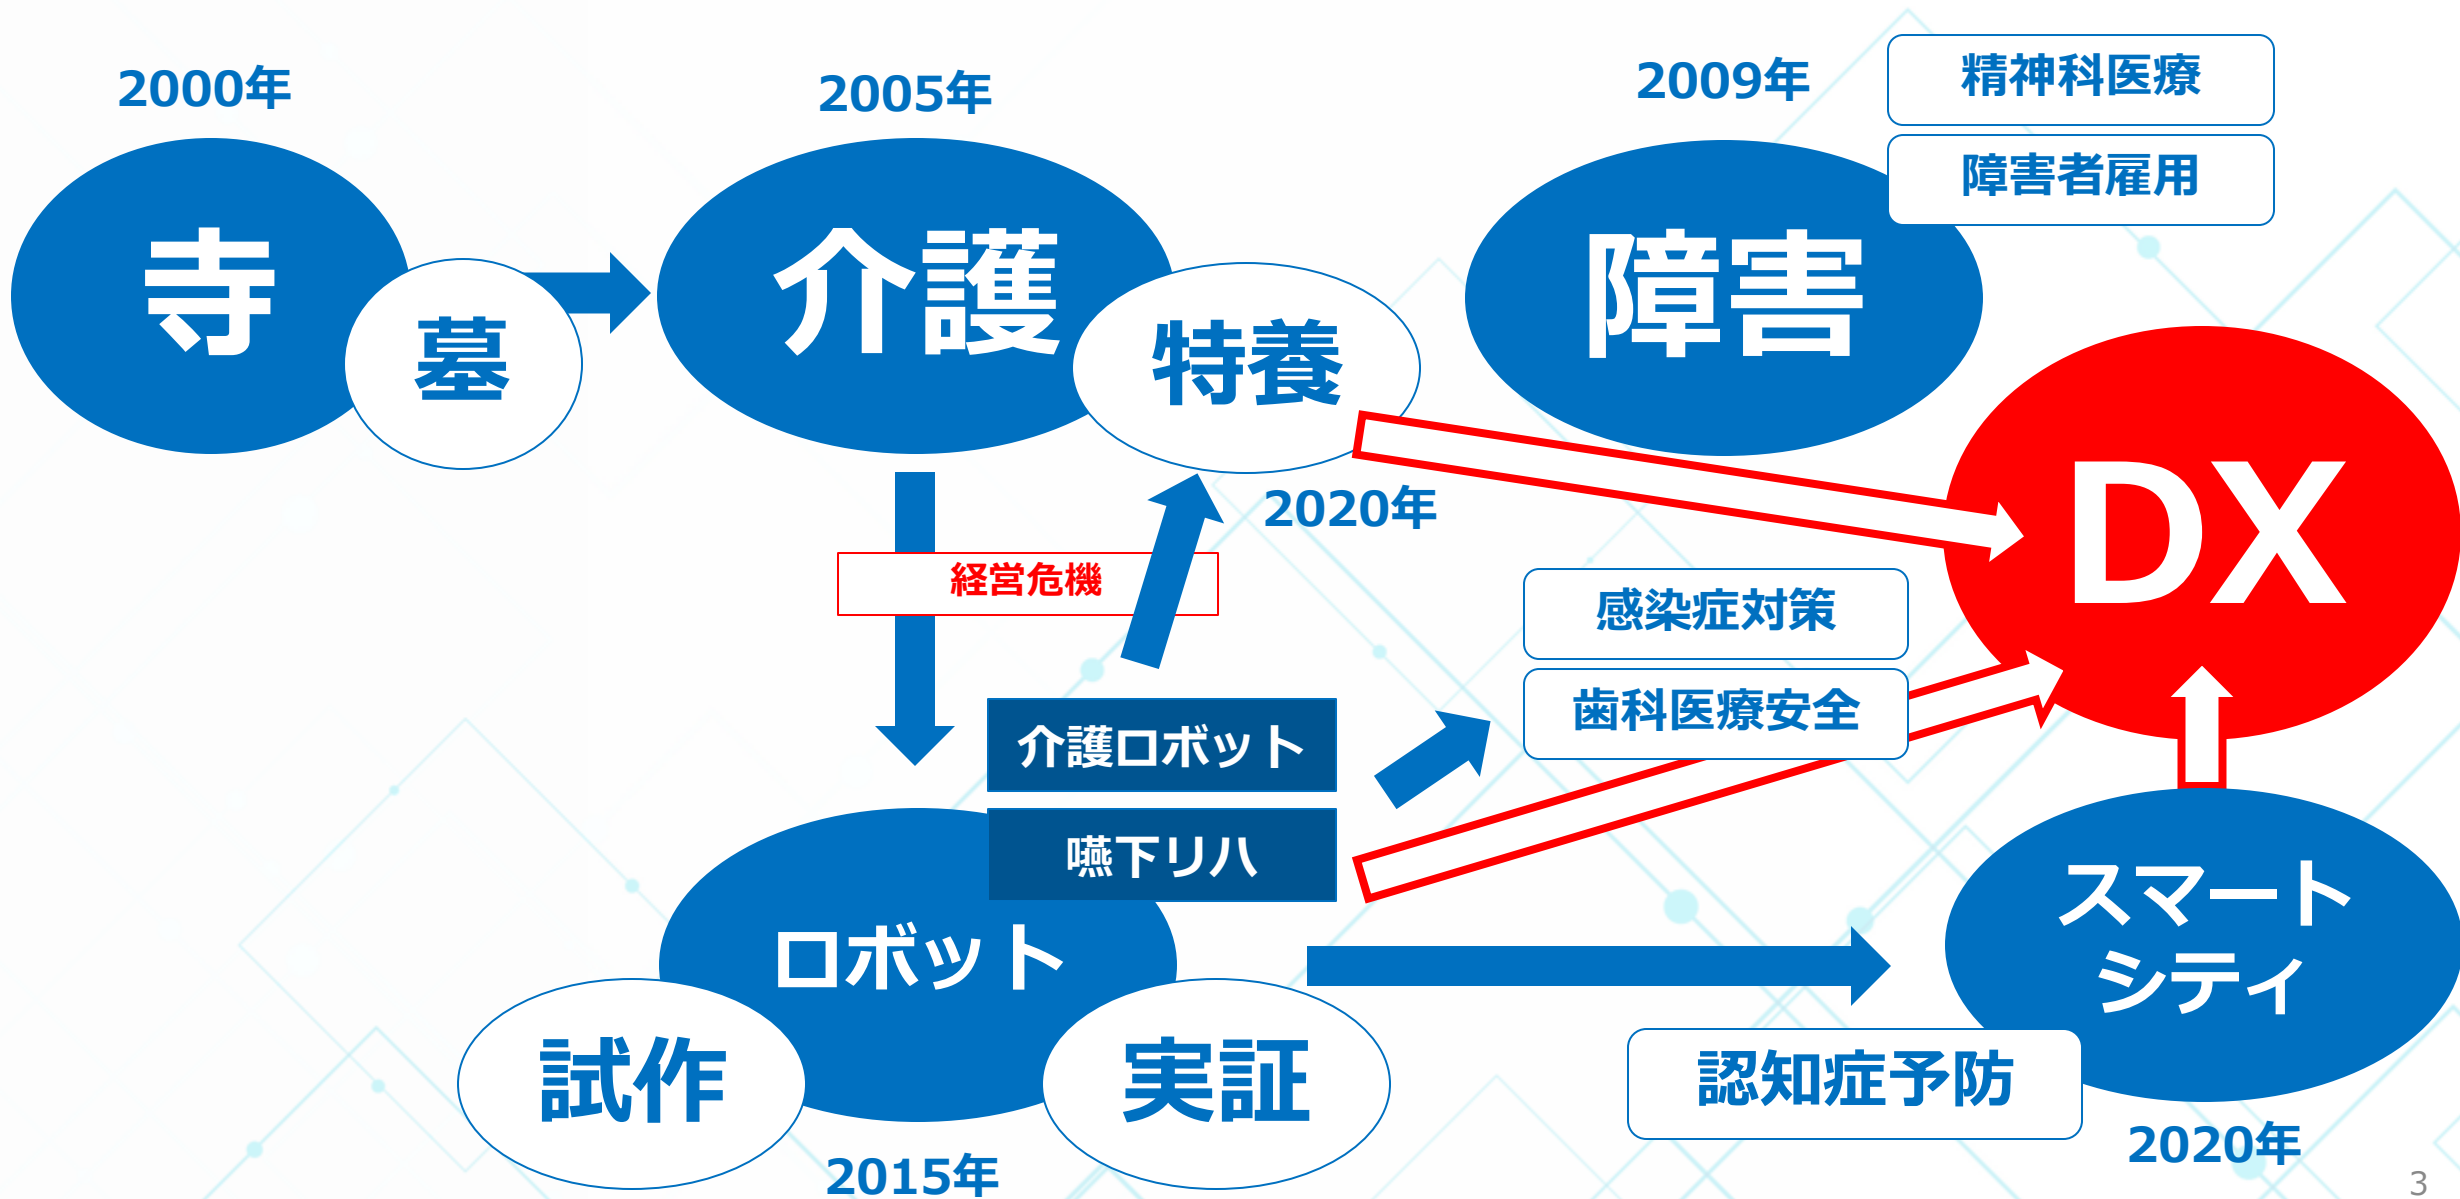 2000年
寺
墓
2005年
介護
特養
2020年
2009年
障害
精神科医療
障害者雇用
DX
経営危機
介護ロボット
嚥下リハ
感染症対策
歯科医療安全
ロボット
試作
実証
2015年
スマート
シティ
認知症予防
2020年
3